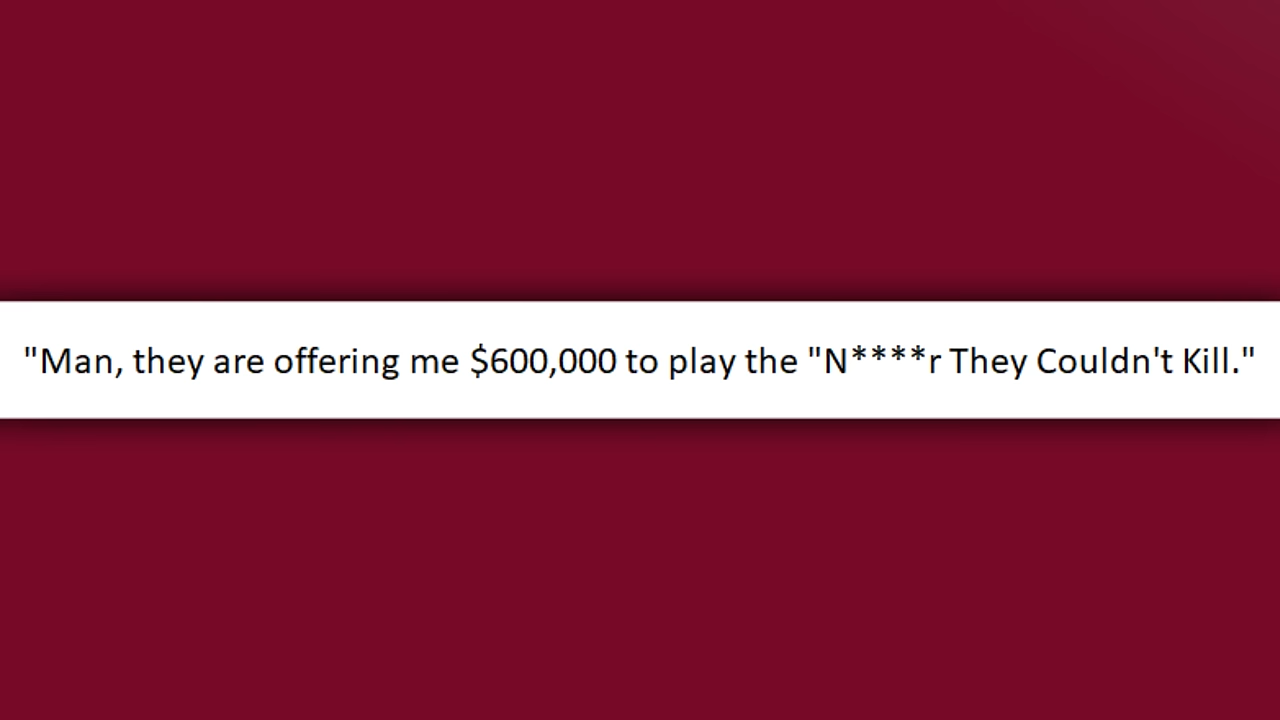 "Man, they are offering me $600,000 to play the "N****r They Couldn't Kill."